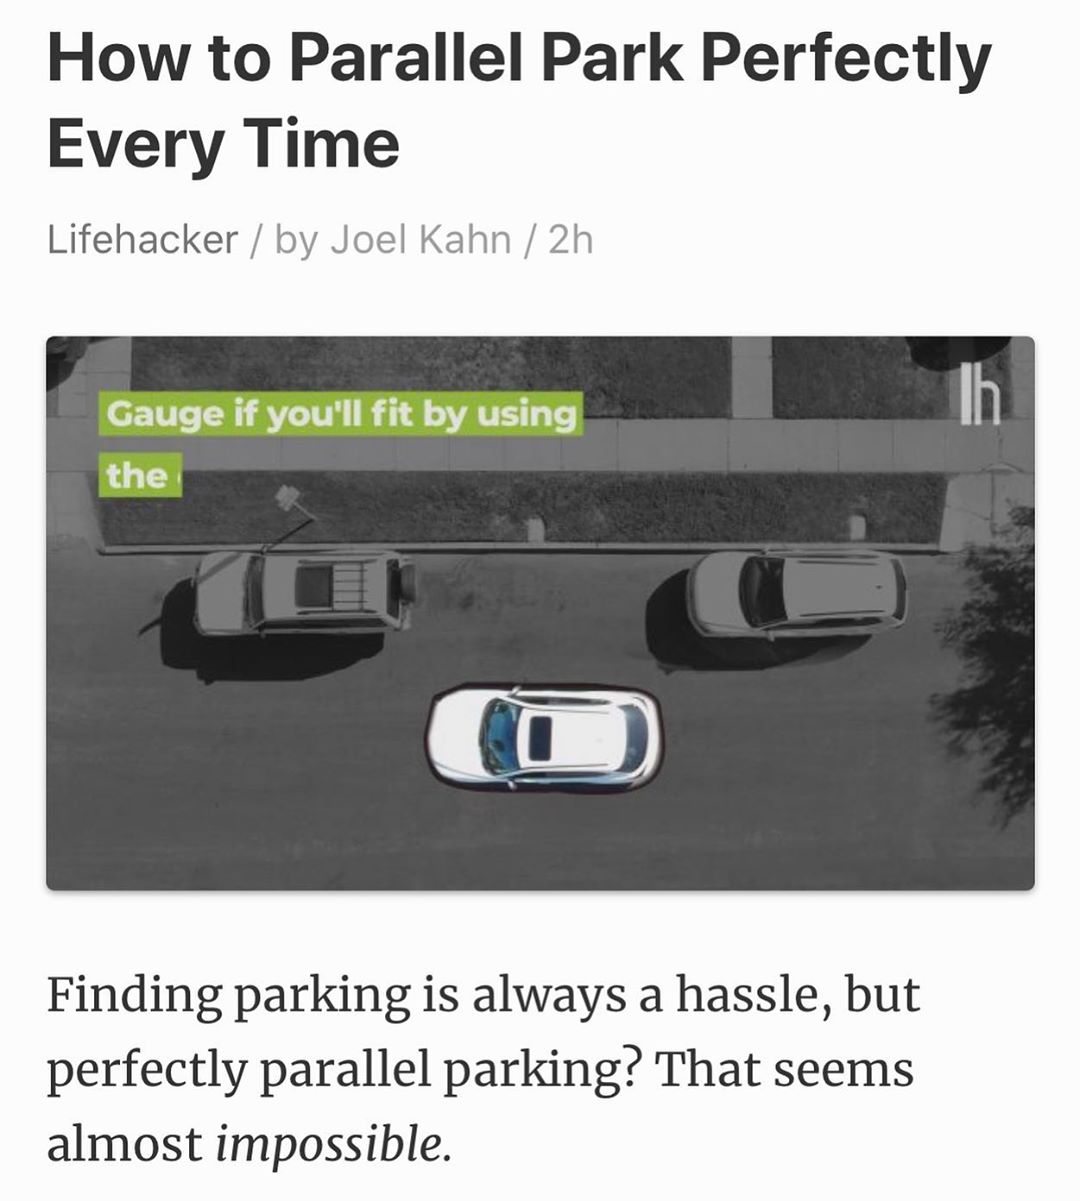 How to Parallel Park Perfectly
Every Time
Lifehacker / by Joel Kahn / 2h
Gauge if you'll fit by using
the
lh
Finding parking is always a hassle, but
perfectly parallel parking? That seems
almost impossible.